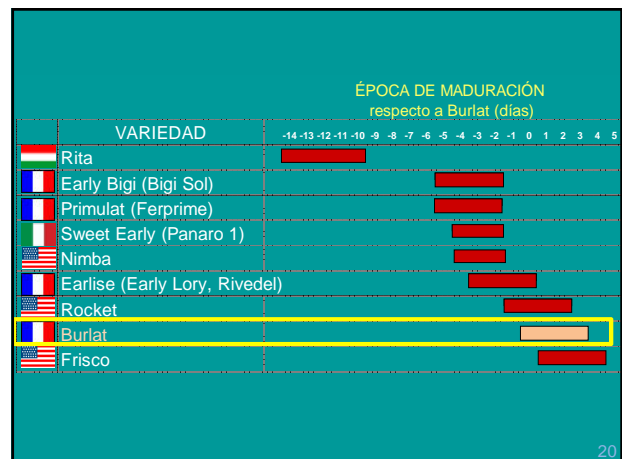 ÉPOCA DE MADURACIÓN
respecto a Burlat (días)
VARIEDAD -14 -13 -12 -11 -10 -9 -8 -7 -6 -5 -4 -3 -2 -1 0 1 2 3 4 5
Rita
Early Bigi (Bigi Sol)
Primulat (Ferprime)
Sweet Early (Panaro 1)
Nimba
Earlise (Early Lory, Rivedel)
Rocket
Burlat
Frisco
20